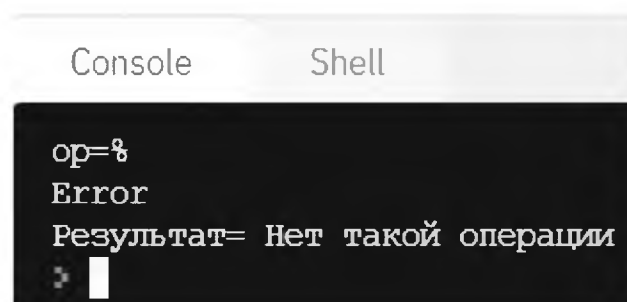 Console Shell
op=%
Error
Результат= Нет такой операции
>